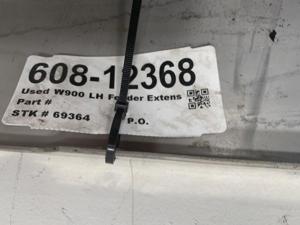 608-12368
Used W900 LH Fender Extens
Part #
STK # 69364 P.O.